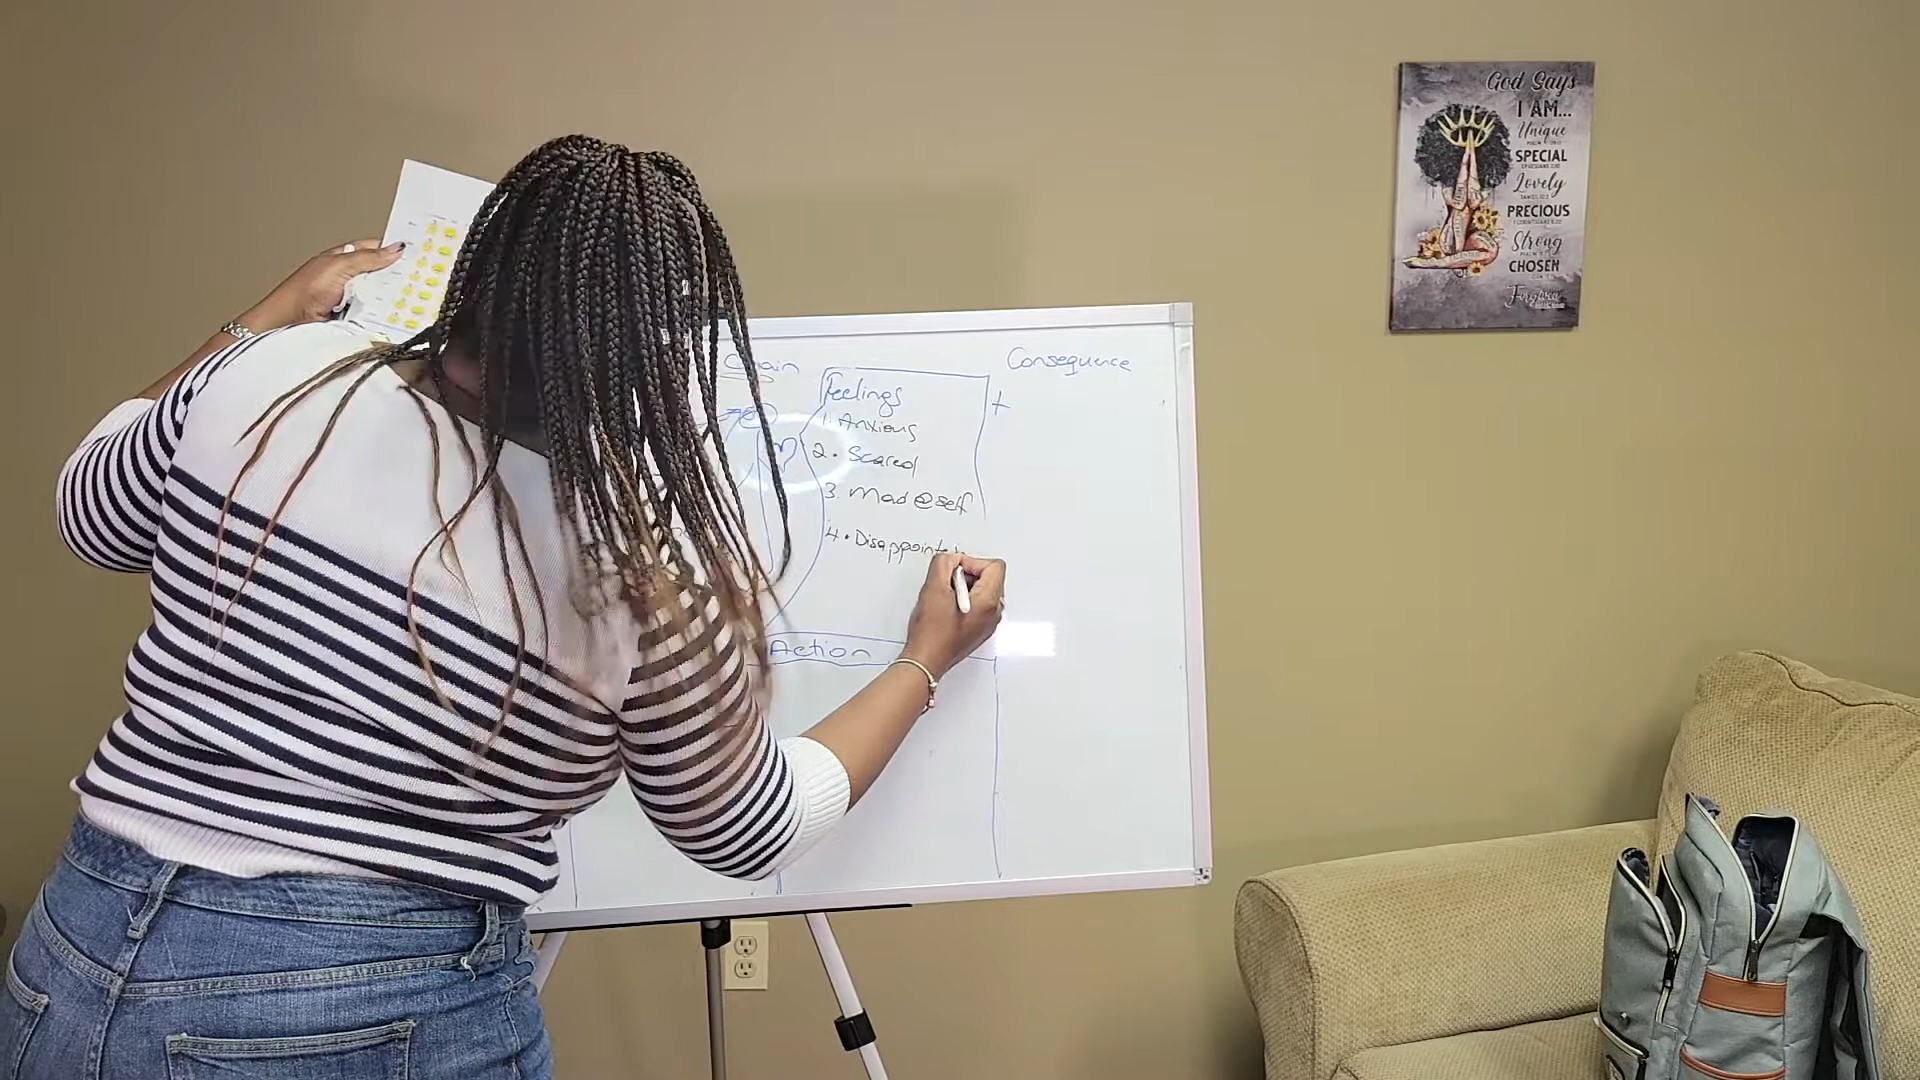 Chain
Consequence
Feelings
+
1. Anxious
2. Scared
3. Mad @ self
4. Disappointe
Action
God Says
I AM...
Unique
SPECIAL
Lovely
PRECIOUS
Strong
CHOSEN
Forgiven